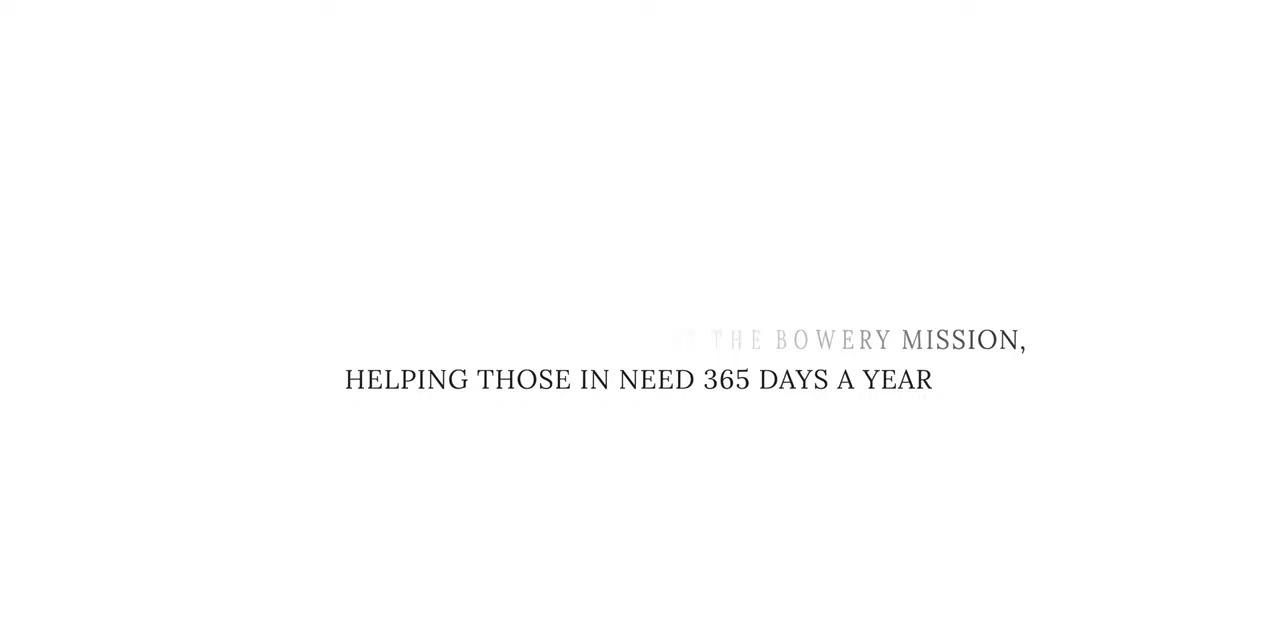 THE BOWERY MISSION,
HELPING THOSE IN NEED 365 DAYS A YEAR